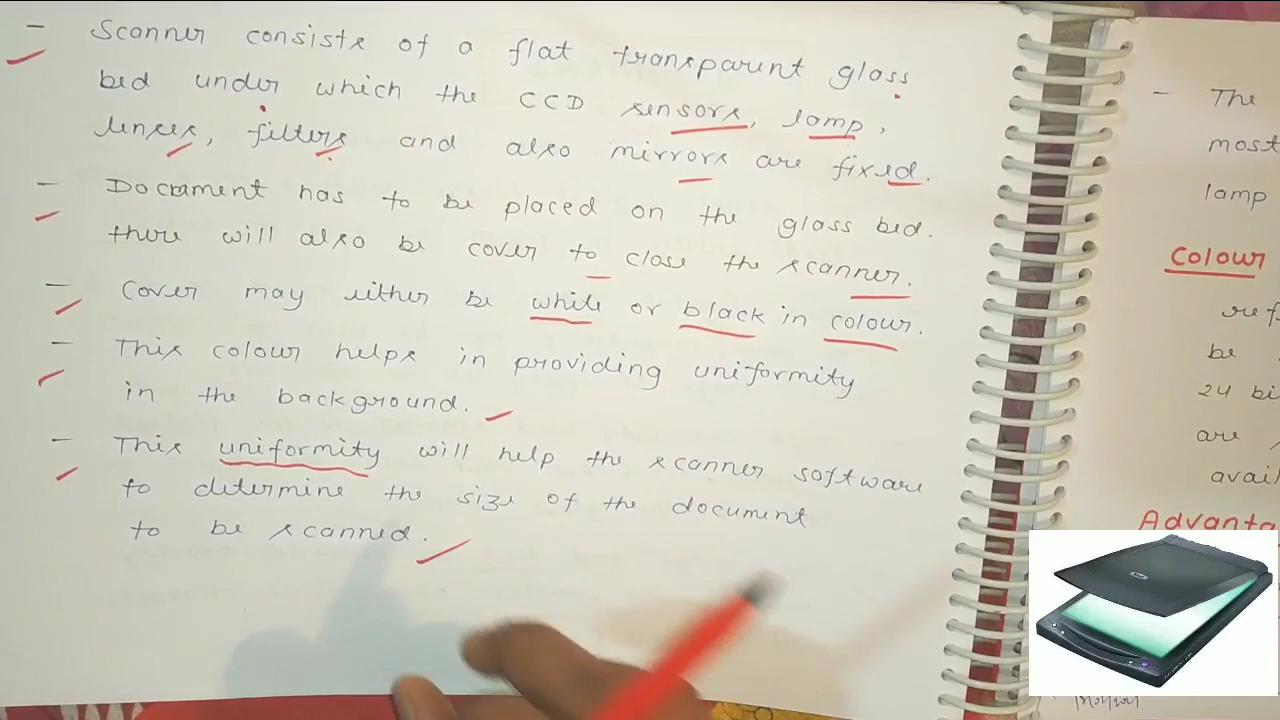 - Scanner consists of a flat transparent glass
bed under which the CCD sensors, lamp,
lenses, filters and also mirrors are fixed.
- Document has to be placed on the glass bed.
there will also be cover to close the scanner.
- Cover may either be white or black in colour.
- This colour helps in providing uniformity
in the background.
- This uniformity will help the scanner software
to determine the size of the document
to be scanned.
- The
most
lamp
Colour
be
24 bi
are
avail
Advanta